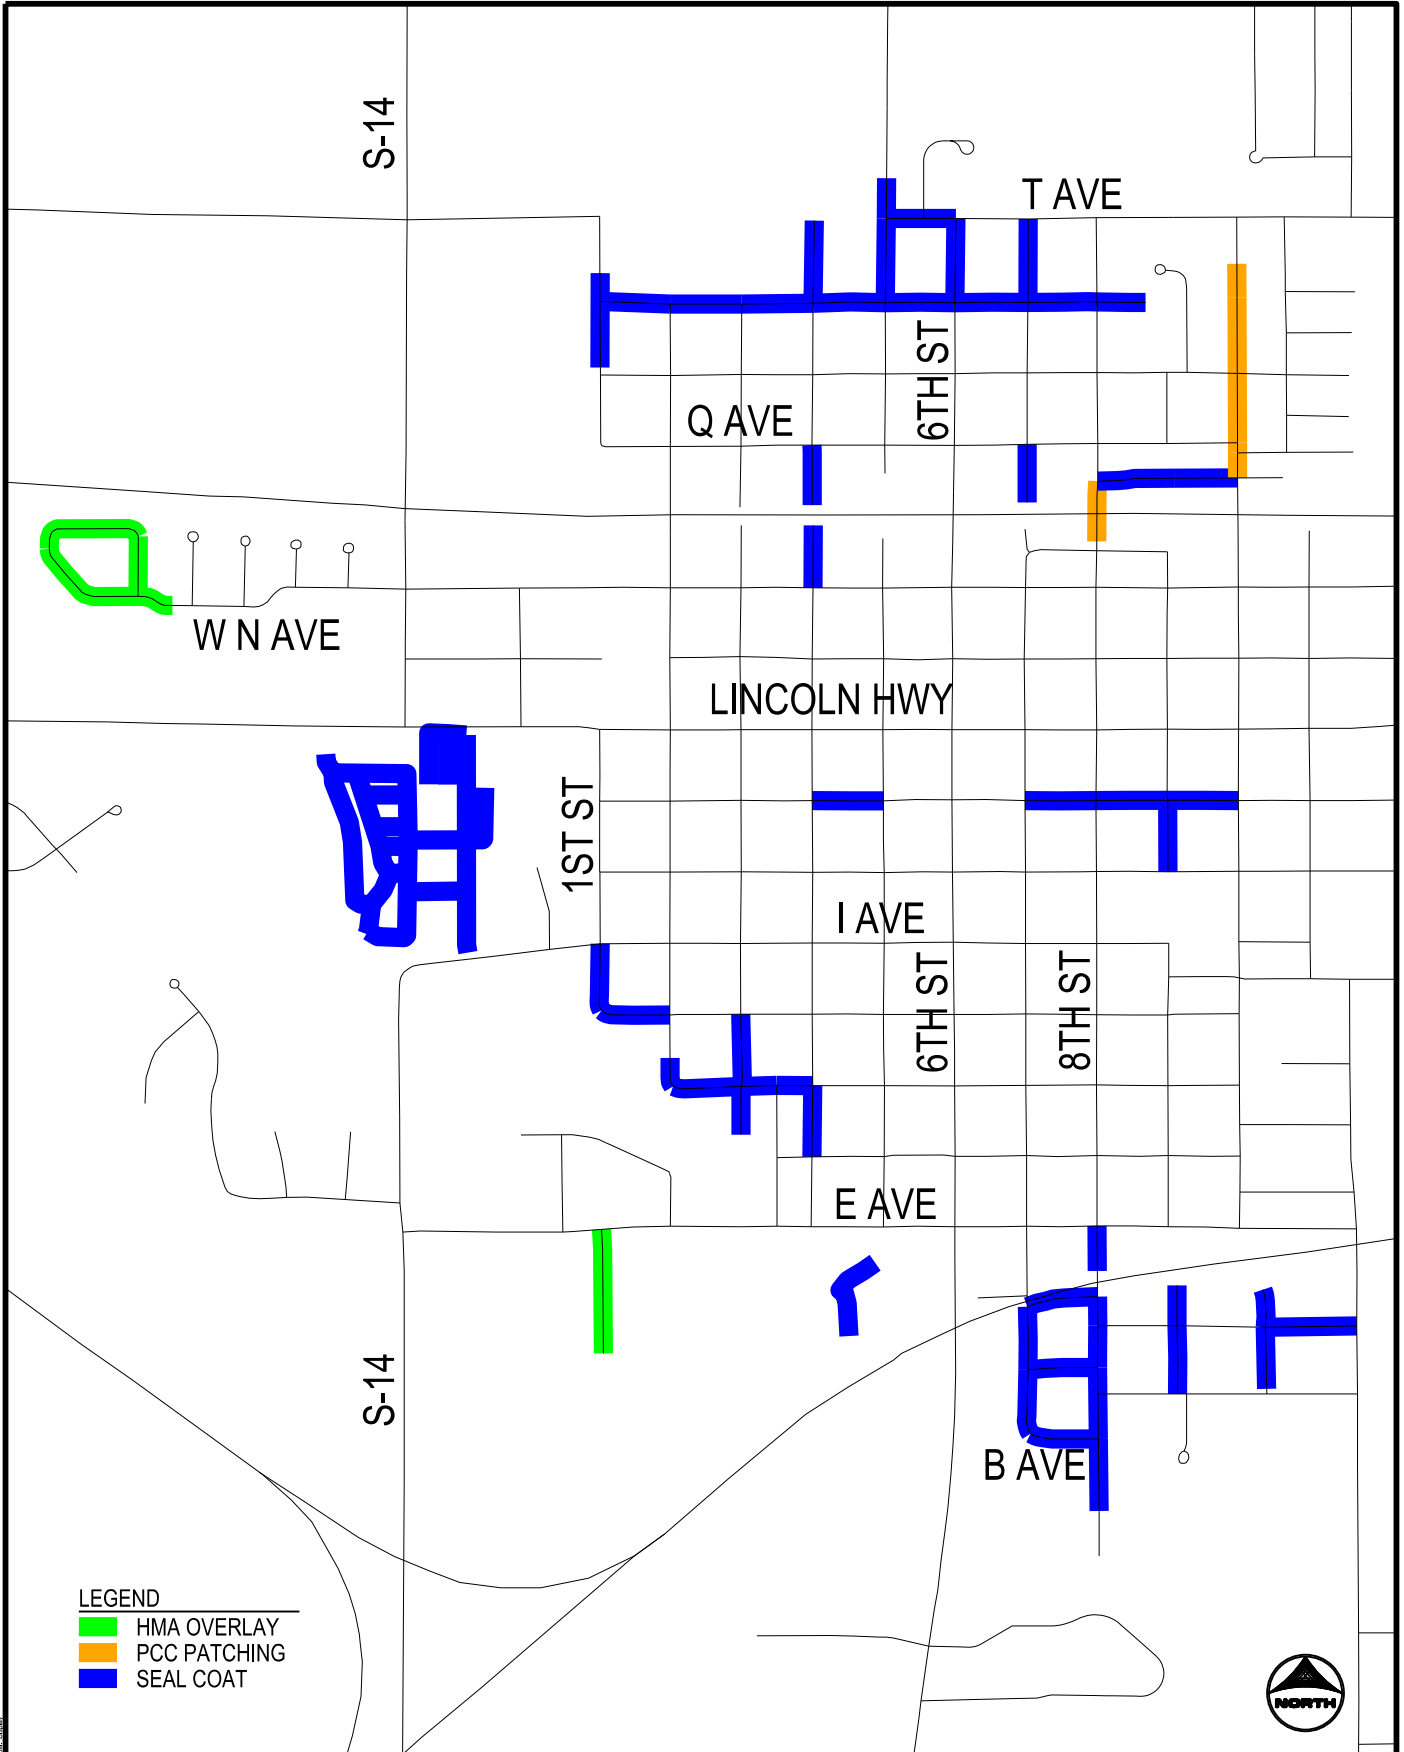 S-14
T AVE
6TH ST
Q AVE
W N AVE
LINCOLN HWY
1ST ST
I AVE
6TH ST
8TH ST
E AVE
S-14
B AVE
LEGEND
HMA OVERLAY
PCC PATCHING
SEAL COAT
NORTH